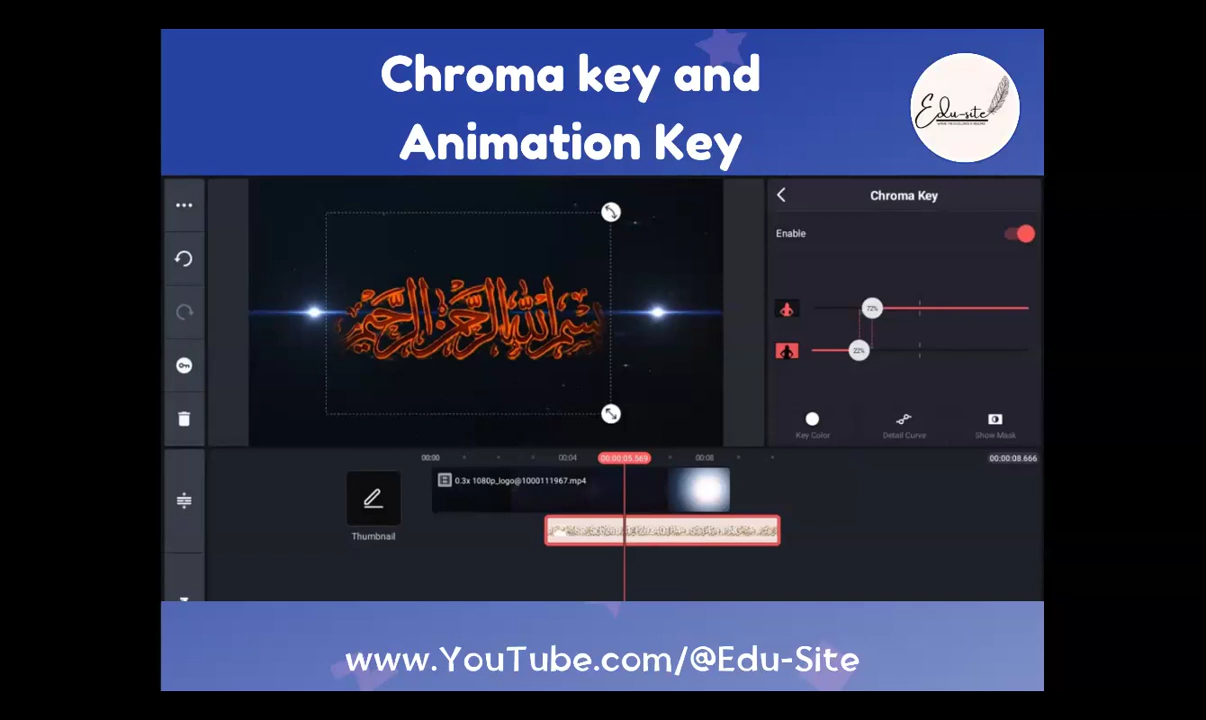 Chroma key and
Animation Key
Edu-site
Chroma Key
Enable
بسم الله الرحمن الرحيم
72%
22%
Key Color
Detail Curve
Show Mask
00:00
00:04
00:00:05.569
00:08
00:00:08.666
0.3x 1080p_logo@1000111967.mp4
Thumbnail
www.YouTube.com/@Edu-Site